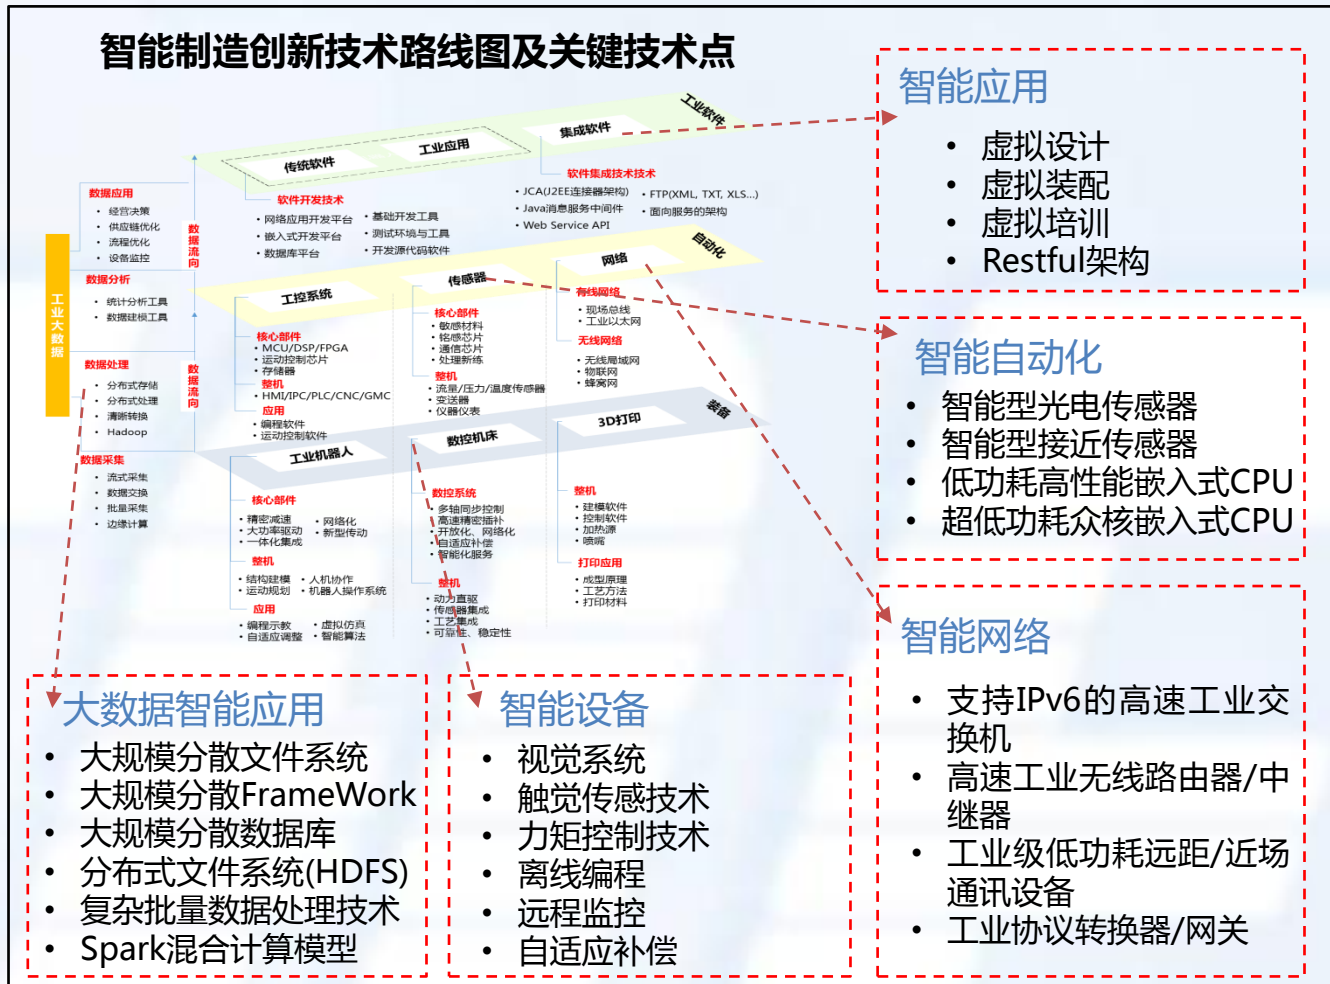 智能制造创新技术路线图及关键技术点
工业软件
集成软件
工业应用
传统软件
软件集成技术技术
• JCA(J2EE连接器架构)
• Java消息服务中间件
• Web Service API
• FTP(XML, TXT, XLS...)
• 面向服务的架构
软件开发技术
• 网络应用开发平台
• 嵌入式开发平台
• 数据库平台
• 基础开发工具
• 测试环境与工具
• 开发源代码软件
工业大数据
数据应用
• 经营决策
• 供应链优化
• 流程优化
• 设备监控
数据流向
数据分析
• 统计分析工具
• 数据建模工具
数据处理
• 分布式存储
• 分布式处理
• 清晰转换
• Hadoop
数据流向
数据采集
• 流式采集
• 数据交换
• 批量采集
• 边缘计算
自动化
网络
传感器
工控系统
核心部件
• MCU/DSP/FPGA
• 运动控制芯片
• 存储器
整机
• HMI/IPC/PLC/CNC/GMC
应用
• 编程软件
• 运动控制软件
核心部件
• 敏感材料
• 铭感芯片
• 通信芯片
• 处理新练
整机
• 流量/压力/温度传感器
• 变送器
• 仪器仪表
有线网络
• 现场总线
• 工业以太网
无线网络
• 无线局域网
• 物联网
• 蜂窝网
装备
3D打印
数控机床
工业机器人
核心部件
• 精密减速
• 大功率驱动
• 一体化集成
• 网络化
• 新型传动
整机
• 结构建模
• 运动规划
• 人机协作
• 机器人操作系统
应用
• 编程示教
• 自适应调整
• 虚拟仿真
• 智能算法
数控系统
• 多轴同步控制
• 高速精密插补
• 开放化、网络化
• 自适应补偿
• 智能化服务
整机
• 动力直驱
• 传感器集成
• 工艺集成
• 可靠性、稳定性
整机
• 建模软件
• 控制软件
• 加热源
• 喷嘴
打印应用
• 成型原理
• 工艺方法
• 打印材料
智能应用
• 虚拟设计
• 虚拟装配
• 虚拟培训
• Restful架构
智能自动化
• 智能型光电传感器
• 智能型接近传感器
• 低功耗高性能嵌入式CPU
• 超低功耗众核嵌入式CPU
智能网络
• 支持IPv6的高速工业交
换机
• 高速工业无线路由器/中
继器
• 工业级低功耗远距/近场
通讯设备
• 工业协议转换器/网关
大数据智能应用
• 大规模分散文件系统
• 大规模分散FrameWork
• 大规模分散数据库
• 分布式文件系统(HDFS)
• 复杂批量数据处理技术
• Spark混合计算模型
智能设备
• 视觉系统
• 触觉传感技术
• 力矩控制技术
• 离线编程
• 远程监控
• 自适应补偿